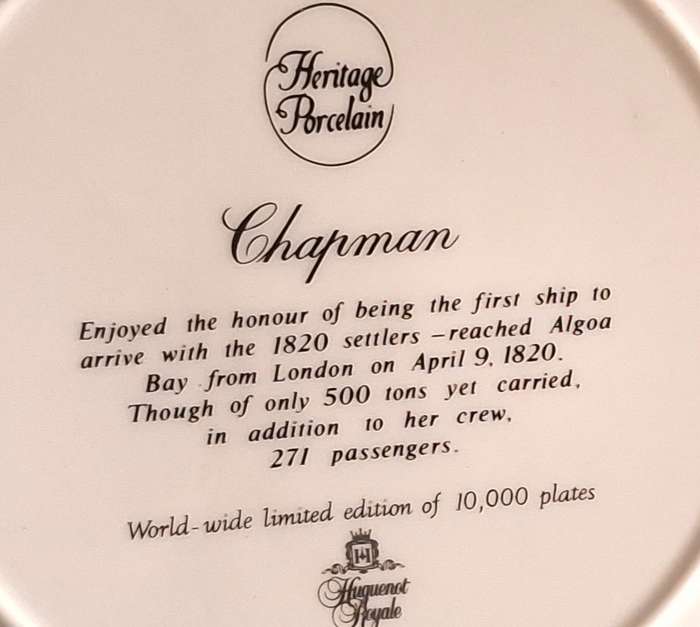 Heritage
Porcelain
Chapman
Enjoyed the honour of being the first ship to
arrive with the 1820 settlers – reached Algoa
Bay from London on April 9, 1820.
Though of only 500 tons yet carried,
in addition to her crew,
271 passengers.
World-wide limited edition of 10,000 plates
H
Huguenot
Royale